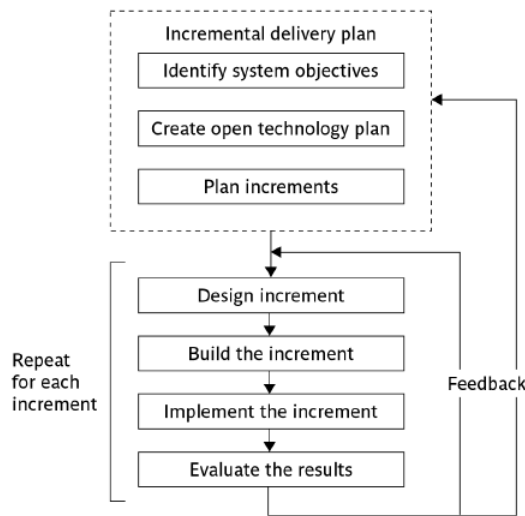 Incremental delivery plan
Identify system objectives
Create open technology plan
Plan increments
Design increment
Build the increment
Repeat
for each
increment
Feedback
Implement the increment
Evaluate the results